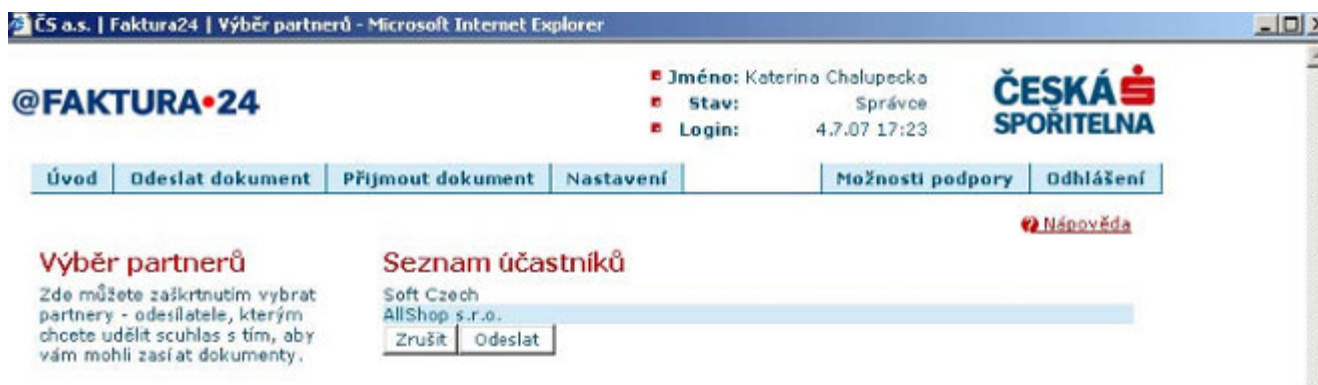 ČS a.s. | Faktura24 | Výběr partnerů - Microsoft Internet Explorer
@FAKTURA•24
Jméno: Katerina Chalupecka
Stav: Správce
Login: 4.7.07 17:23
ČESKÁ
SPOŘITELNA
Úvod Odeslat dokument Přijmout dokument Nastavení Možnosti podpory Odhlášení
Nápověda
Výběr partnerů
Zde můžete zaškrtnutím vybrat
partnery - odesílatele, kterým
chcete udělit scuhlas s tím, aby
vám mohli zasíat dokumenty.
Seznam účastníků
Soft Czech
AllShop s.r.o.
Zrušit Odeslat